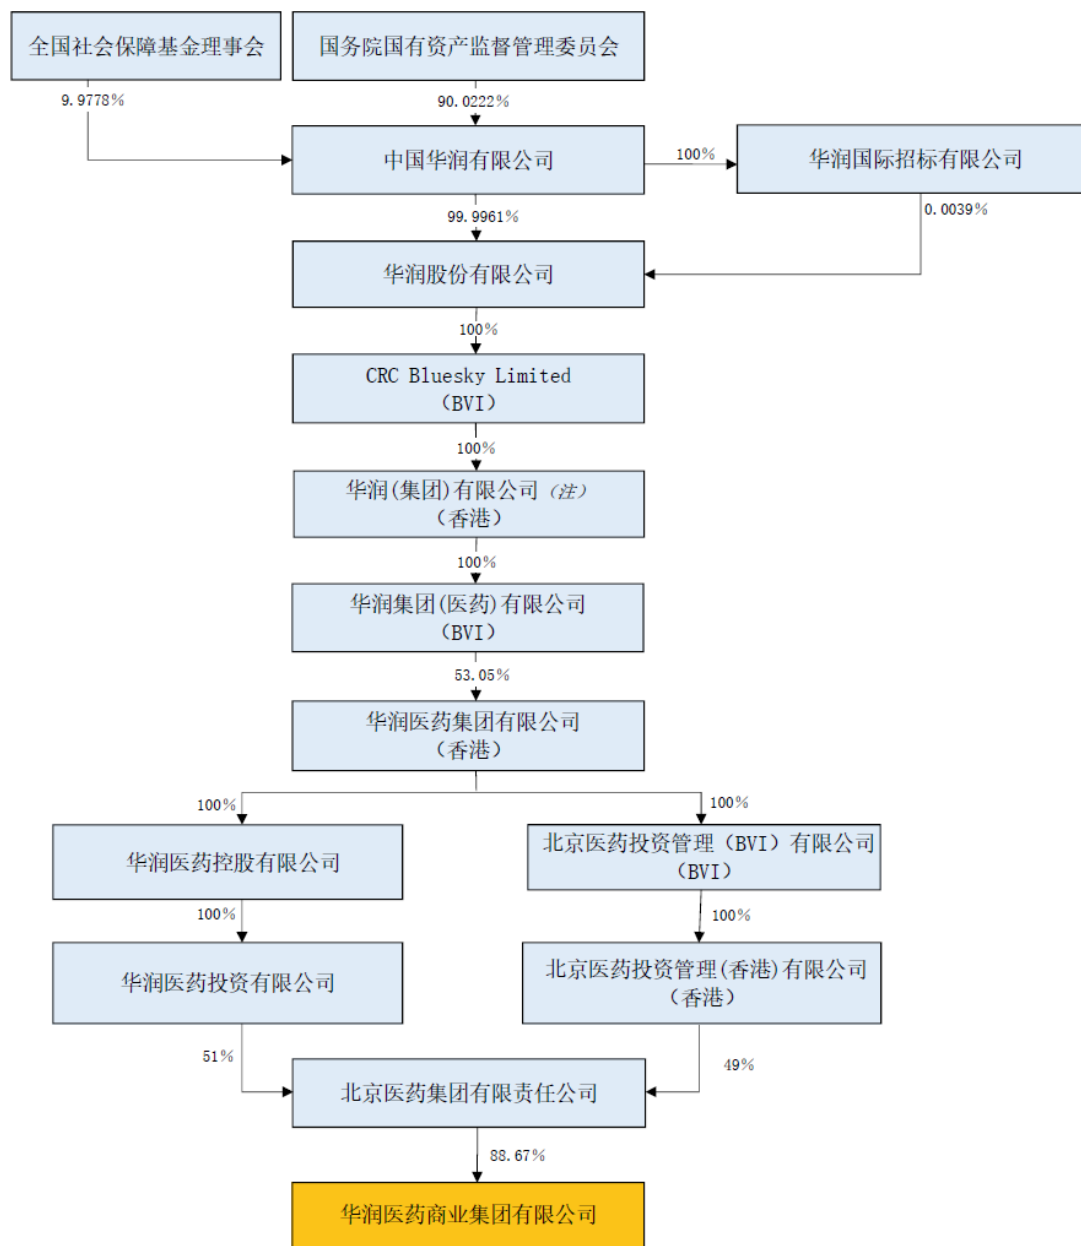 全国社会保障基金理事会
国务院国有资产监督管理委员会
9.9778%
90.0222%
中国华润有限公司
100%
华润国际招标有限公司
99.9961%
0.0039%
华润股份有限公司
100%
CRC Bluesky Limited
（BVI）
100%
华润(集团)有限公司（注）
（香港）
100%
华润集团(医药)有限公司
（BVI）
53.05%
华润医药集团有限公司
（香港）
100%
100%
华润医药控股有限公司
北京医药投资管理（BVI）有限公司
（BVI）
100%
100%
华润医药投资有限公司
北京医药投资管理(香港)有限公司
（香港）
51%
49%
北京医药集团有限责任公司
88.67%
华润医药商业集团有限公司